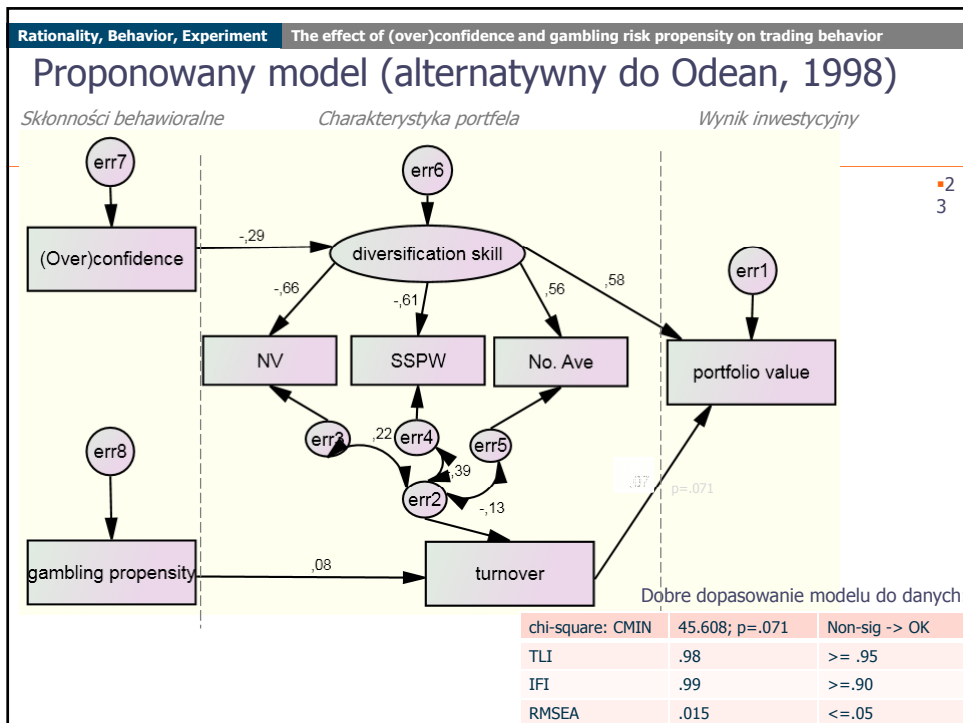 Rationality, Behavior, Experiment The effect of (over)confidence and gambling risk propensity on trading behavior
Proponowany model (alternatywny do Odean, 1998)
Skłonności behawioralne Charakterystyka portfela Wynik inwestycyjny
▪2
3
err7
err6
(Over)confidence
-,29
diversification skill
-,66
-,61
,56
,58
err1
NV
SSPW
No. Ave
portfolio value
err3
,22
err4
err5
err8
,39
err2
-,13
,07
p=.071
gambling propensity
,08
turnover
Dobre dopasowanie modelu do danych
chi-square: CMIN 45.608; p=.071 Non-sig -> OK
TLI .98 >= .95
IFI .99 >=.90
RMSEA .015 <=.05